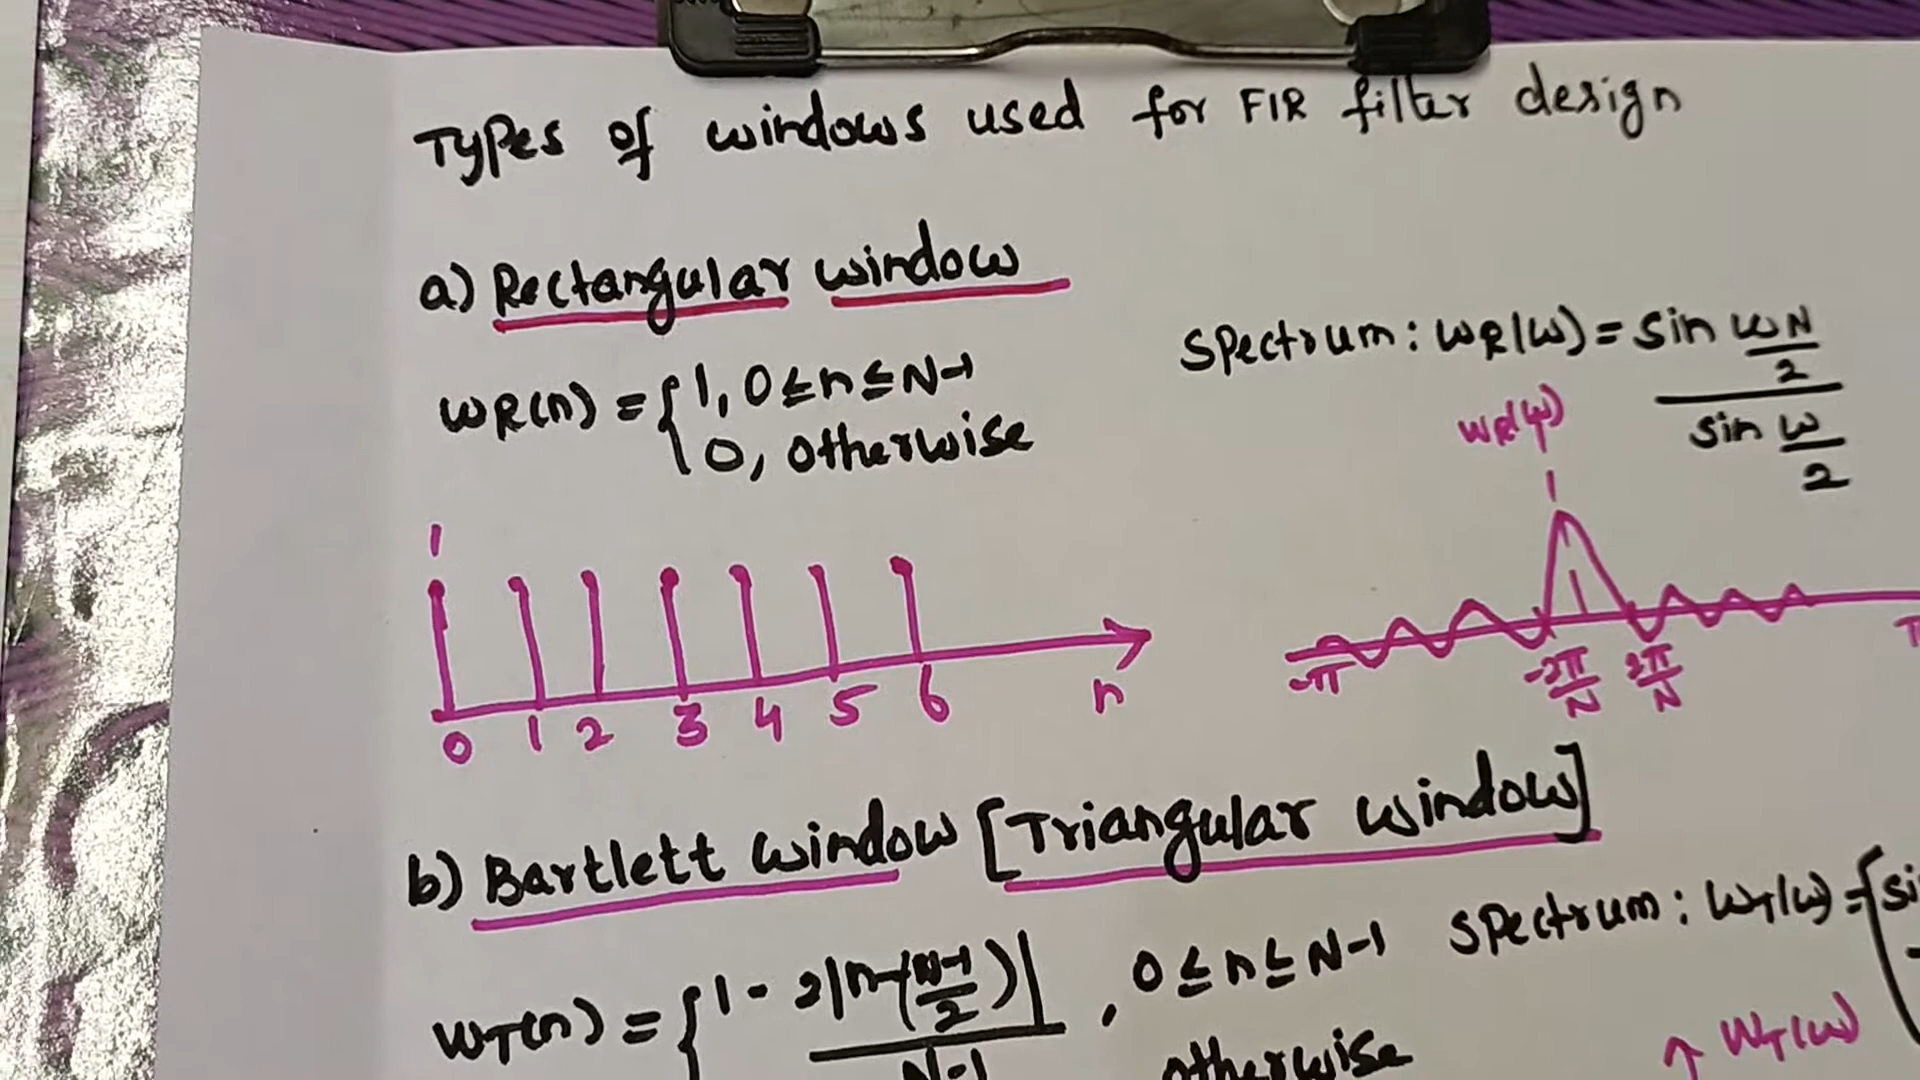 Types of windows used for FIR filter design
a) Rectangular window
WR(n) = { 1, 0 ≤ n ≤ N-1
0, otherwise
Spectrum: WR(ω) = sin ωN/2
sin ω/2
WR(ω)
1
1
0 1 2 3 4 5 6 n
-π -2π/N 2π/N
b) Bartlett window [Triangular window]
WT(n) = { 1 - 2|n-(N-1/2)| / N-1 , 0 ≤ n ≤ N-1
otherwise
Spectrum: WT(ω) =
WT(ω)